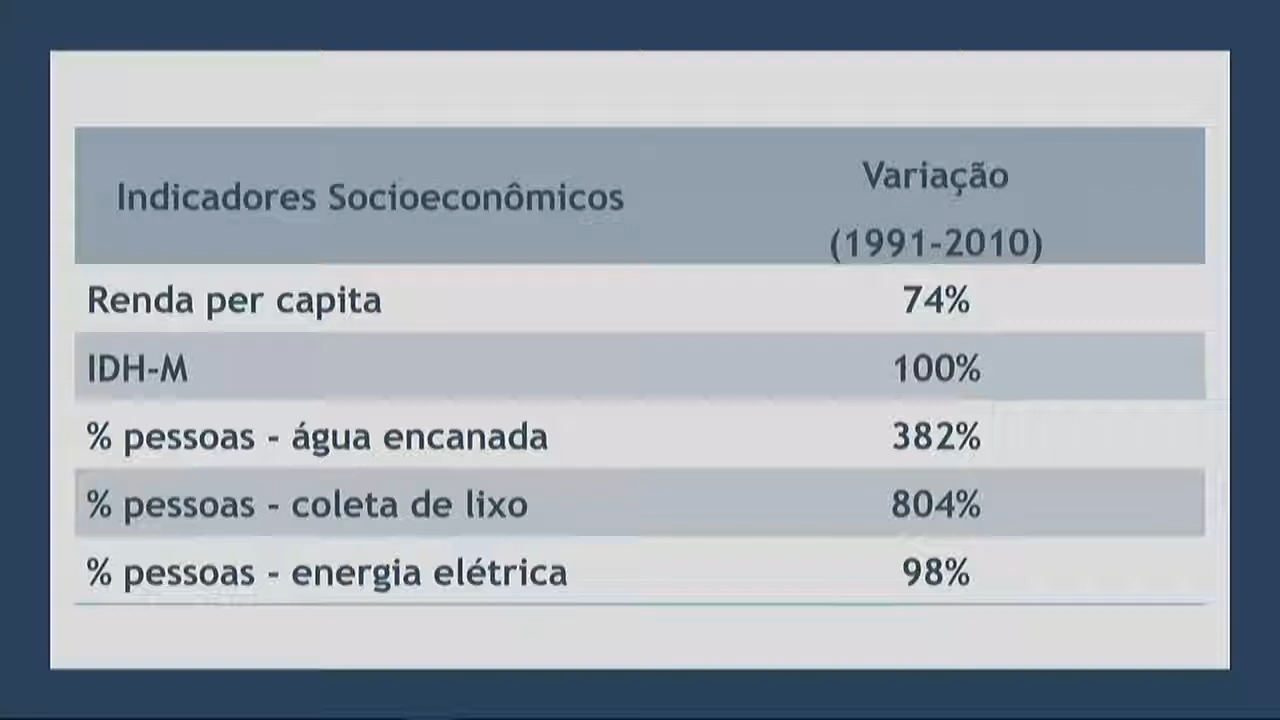 Indicadores Socioeconômicos
Variação
(1991-2010)
Renda per capita 74%
IDH-M 100%
% pessoas - água encanada 382%
% pessoas - coleta de lixo 804%
% pessoas - energia elétrica 98%